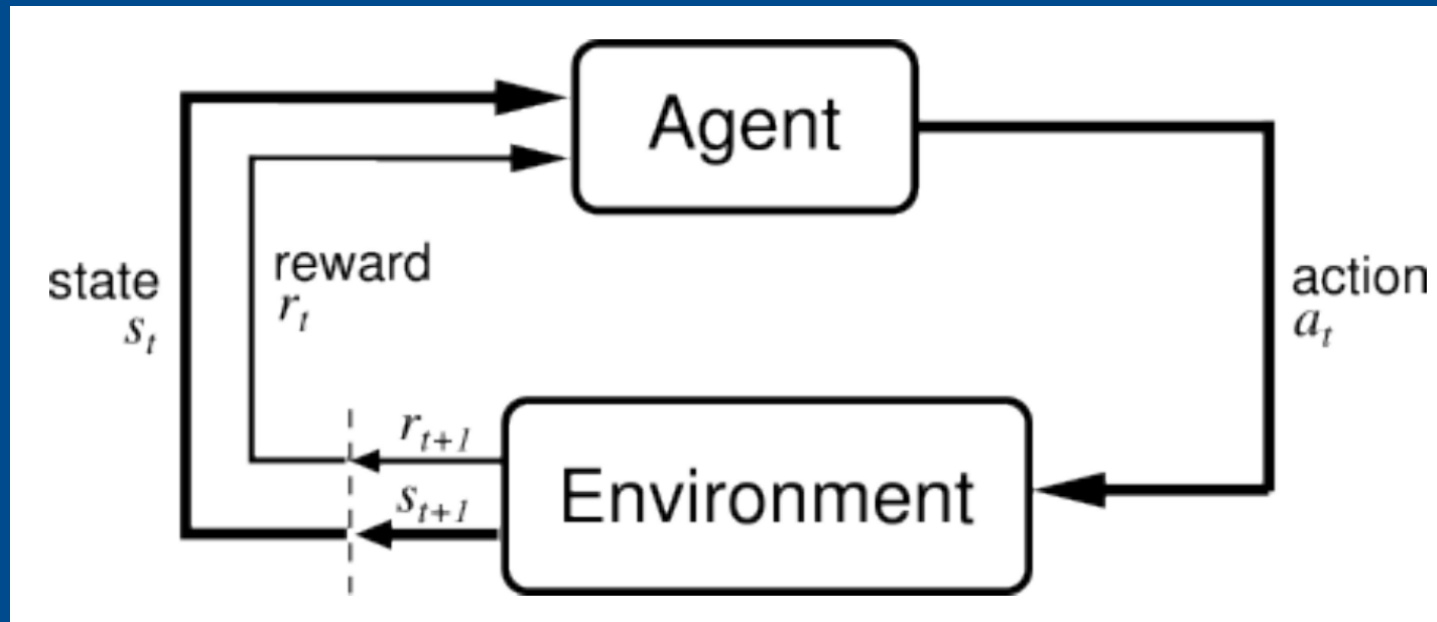 Agent
state
s_t
reward
r_t
action
a_t
r_{t+1}
s_{t+1}
Environment